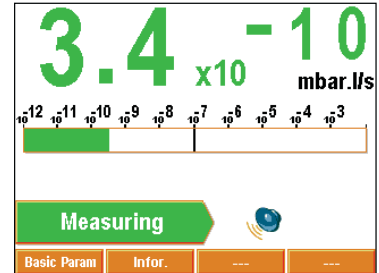 3.4 x10 -10
mbar.l/s
10-12 10-11 10-10 10-9 10-8 10-7 10-6 10-5 10-4 10-3
Measuring
Basic Param Infor. --- ---